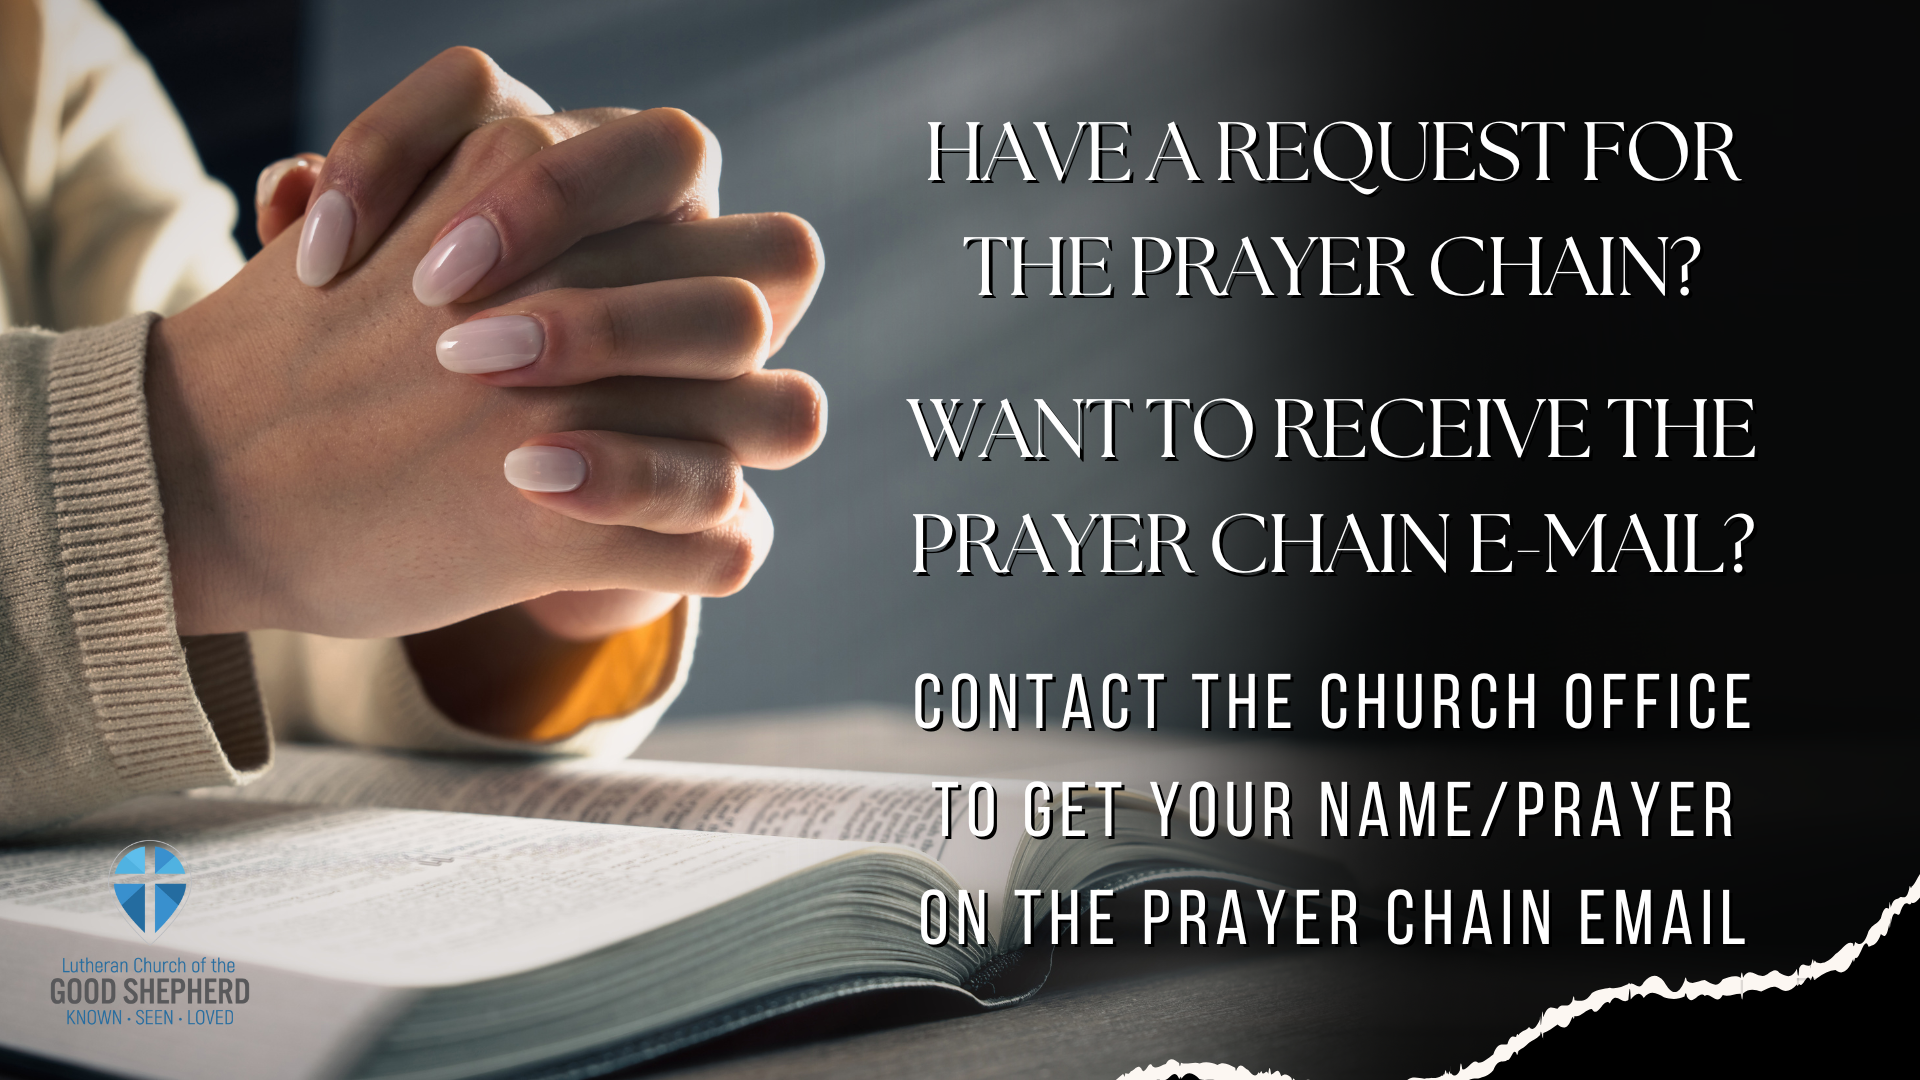 HAVE A REQUEST FOR
THE PRAYER CHAIN?
WANT TO RECEIVE THE
PRAYER CHAIN E-MAIL?
CONTACT THE CHURCH OFFICE
TO GET YOUR NAME/PRAYER
ON THE PRAYER CHAIN EMAIL
Lutheran Church of the
GOOD SHEPHERD
KNOWN · SEEN · LOVED